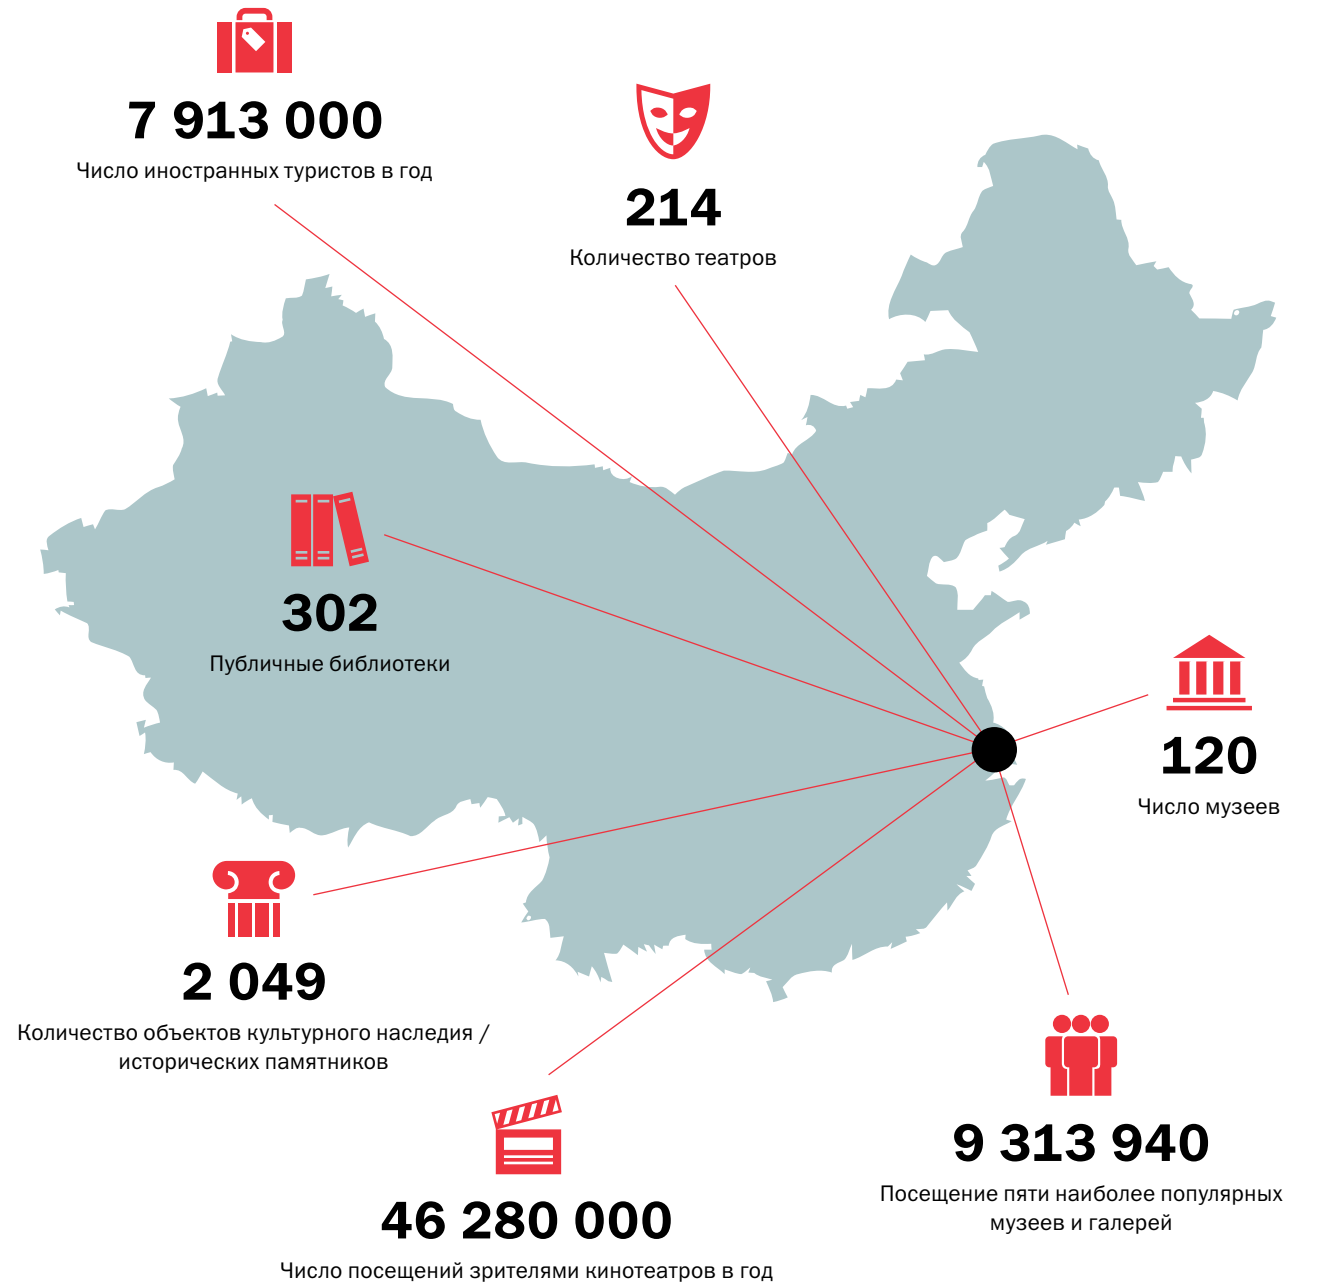 7 913 000
Число иностранных туристов в год
214
Количество театров
302
Публичные библиотеки
120
Число музеев
2 049
Количество объектов культурного наследия /
исторических памятников
9 313 940
Посещение пяти наиболее популярных
музеев и галерей
46 280 000
Число посещений зрителями кинотеатров в год